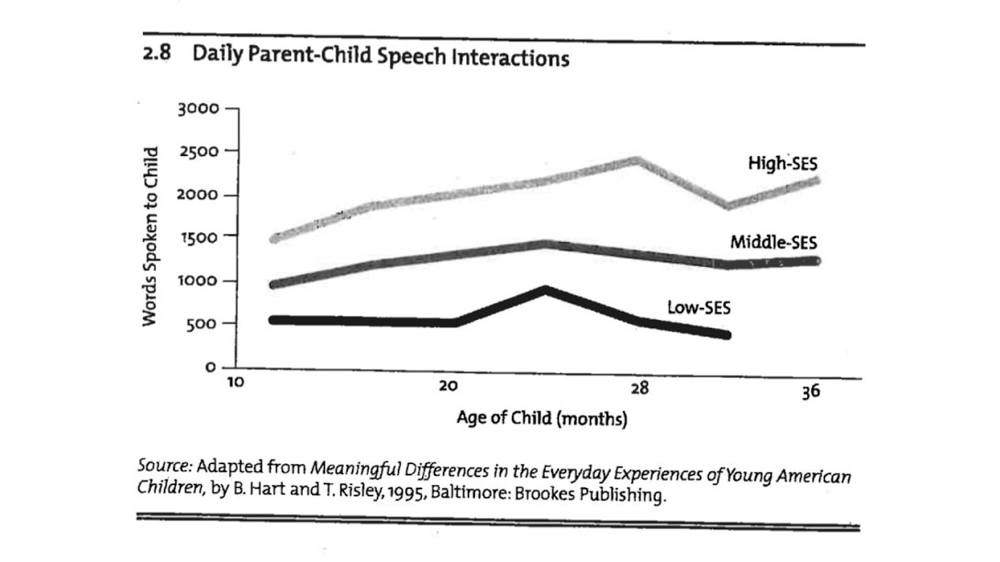 2.8 Daily Parent-Child Speech Interactions
3000
2500
2000
1500
1000
500
0
Words Spoken to Child
High-SES
Middle-SES
Low-SES
10
20
28
36
Age of Child (months)
Source: Adapted from Meaningful Differences in the Everyday Experiences of Young American
Children, by B. Hart and T. Risley, 1995, Baltimore: Brookes Publishing.